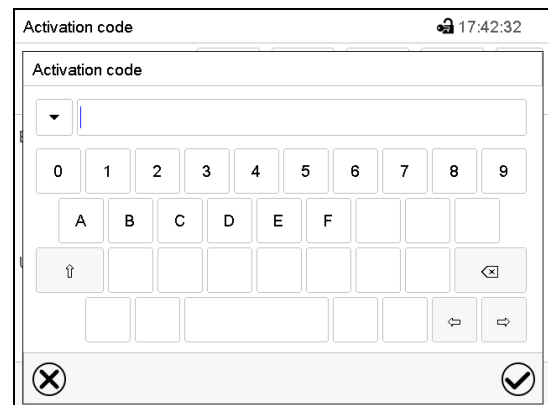 Activation code 17:42:32
Activation code
0 1 2 3 4 5 6 7 8 9
A B C D E F